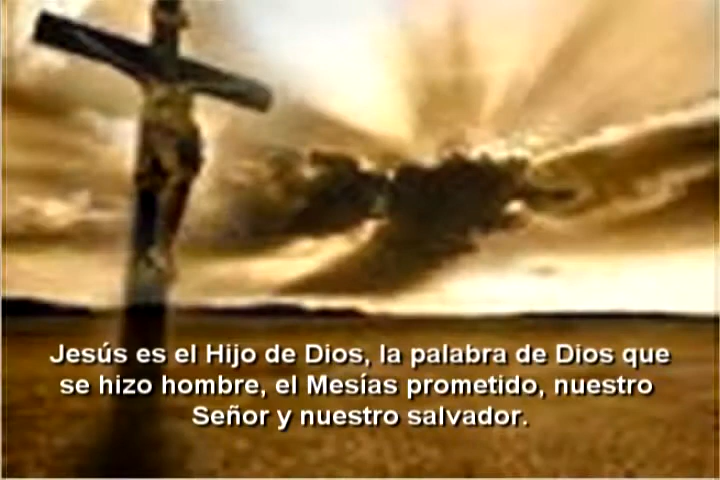 Jesús es el Hijo de Dios, la palabra de Dios que
se hizo hombre, el Mesías prometido, nuestro
Señor y nuestro salvador.